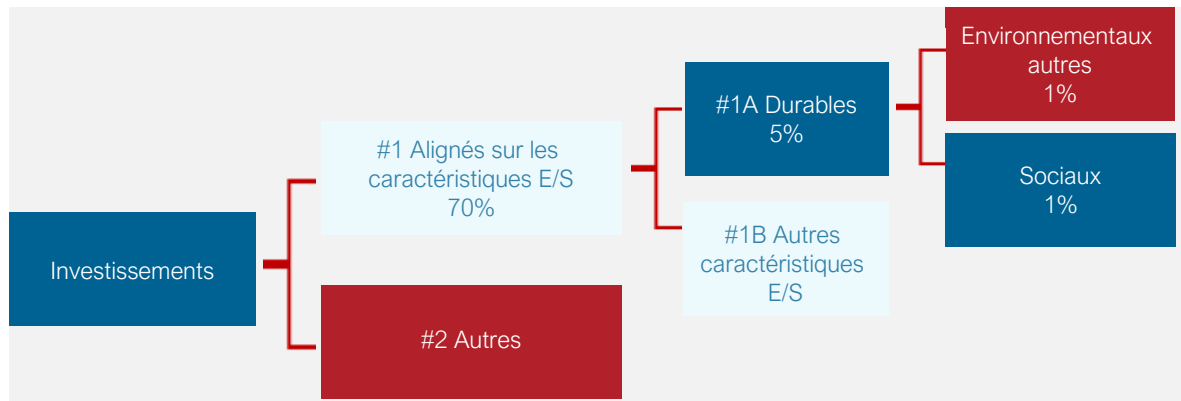 Investissements
#1 Alignés sur les
caractéristiques E/S
70%
#2 Autres
#1A Durables
5%
#1B Autres
caractéristiques
E/S
Environnementaux
autres
1%
Sociaux
1%